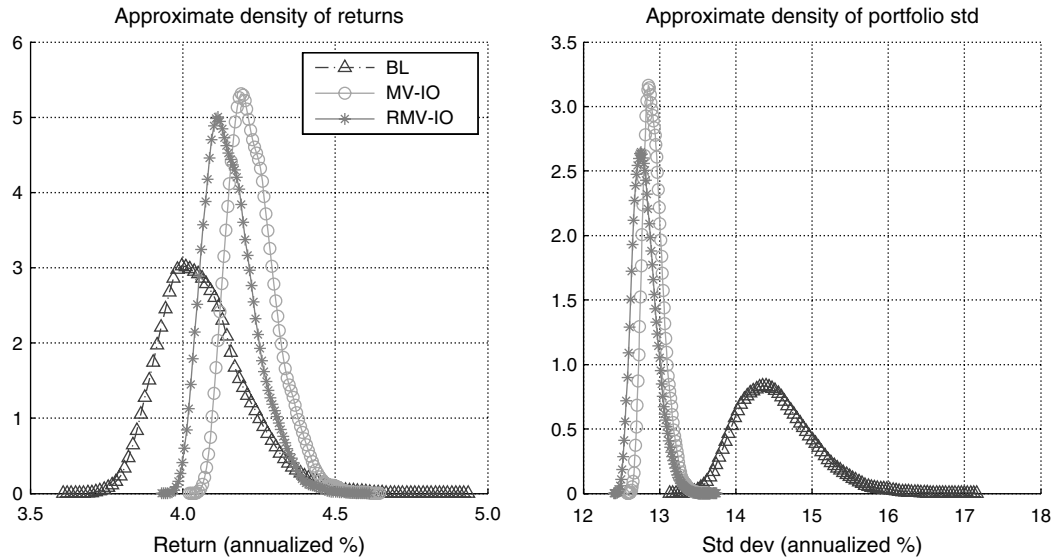 Approximate density of returns
6
5
4
3
2
1
0
3.5 4.0 4.5 5.0
Return (annualized %)
BL
MV-IO
RMV-IO
Approximate density of portfolio std
3.5
3.0
2.5
2.0
1.5
1.0
0.5
0
12 13 14 15 16 17 18
Std dev (annualized %)